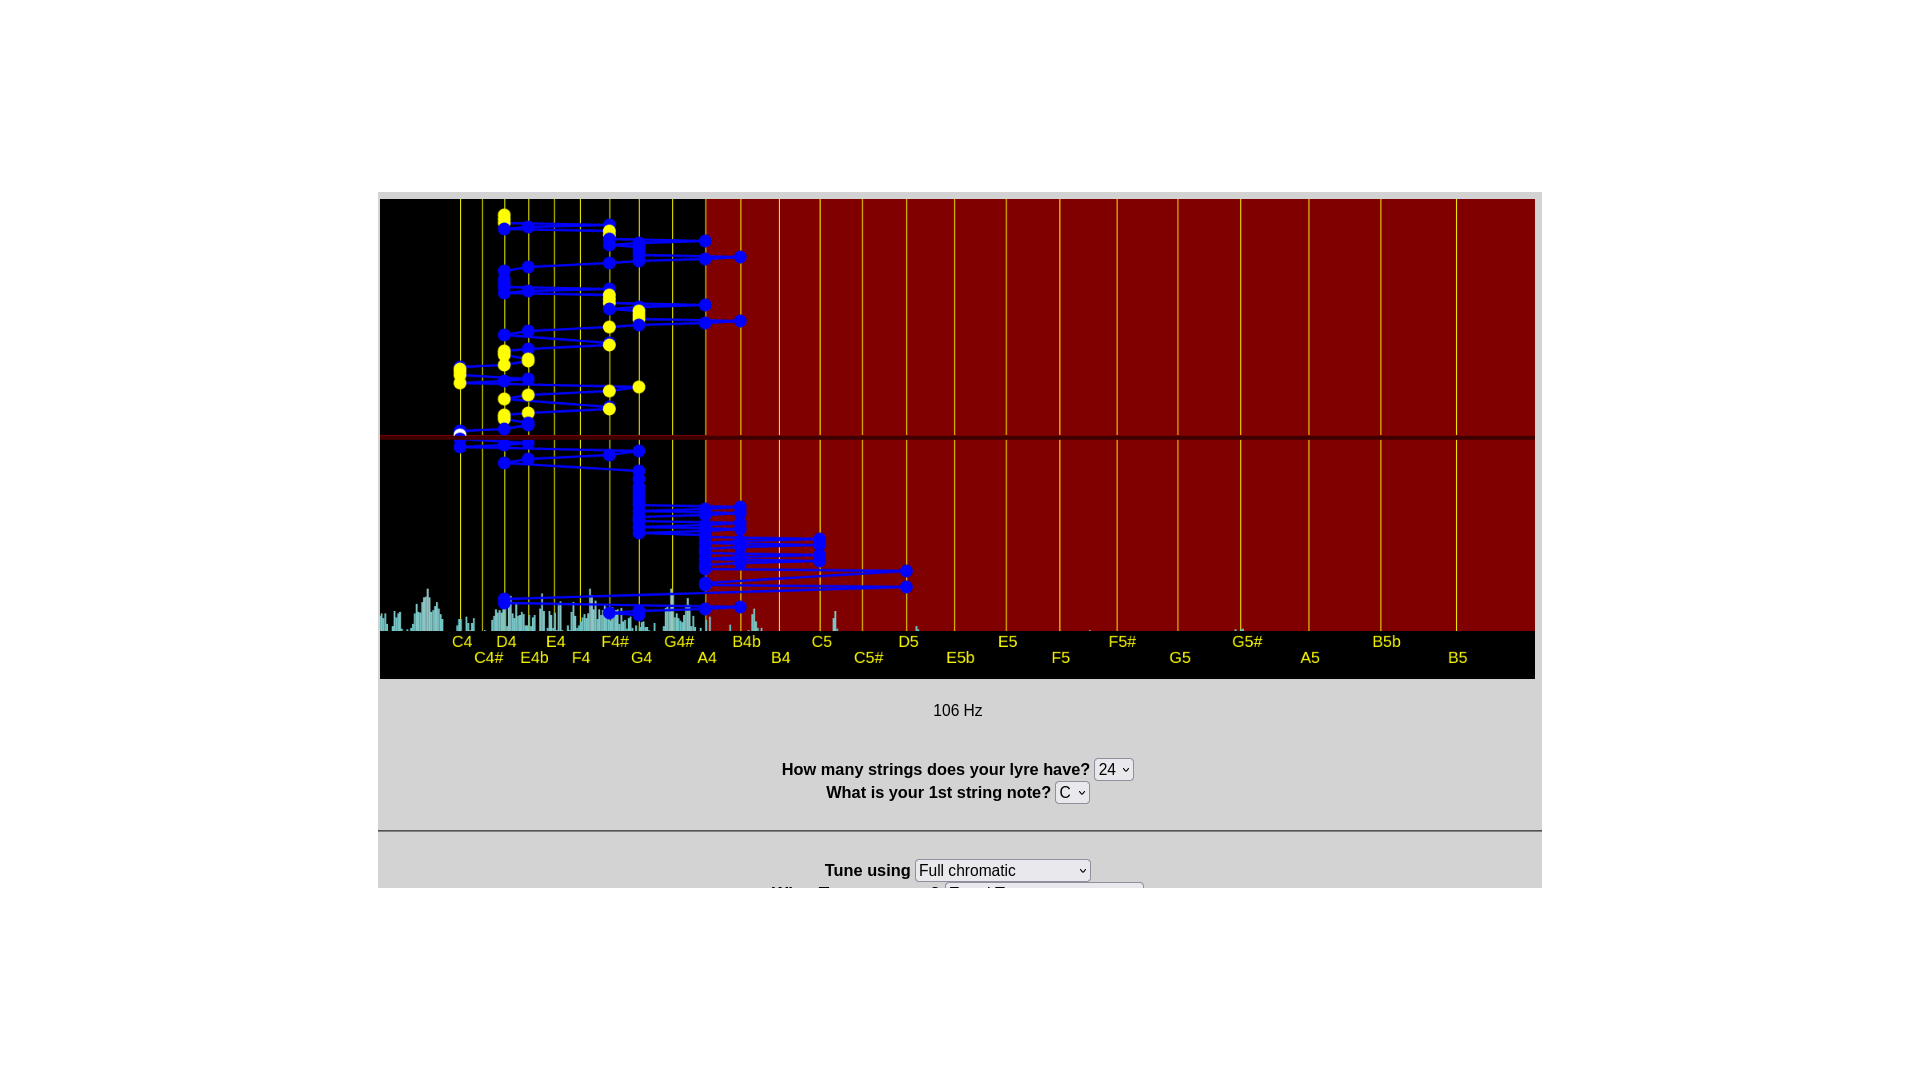 C4 D4 E4 F4# G4# B4b C5 D5 E5 F5# G5# B5b
C4# E4b F4 G4 A4 B4 C5# E5b F5 G5 A5 B5
106 Hz
How many strings does your lyre have? 24
What is your 1st string note? C
Tune using Full chromatic